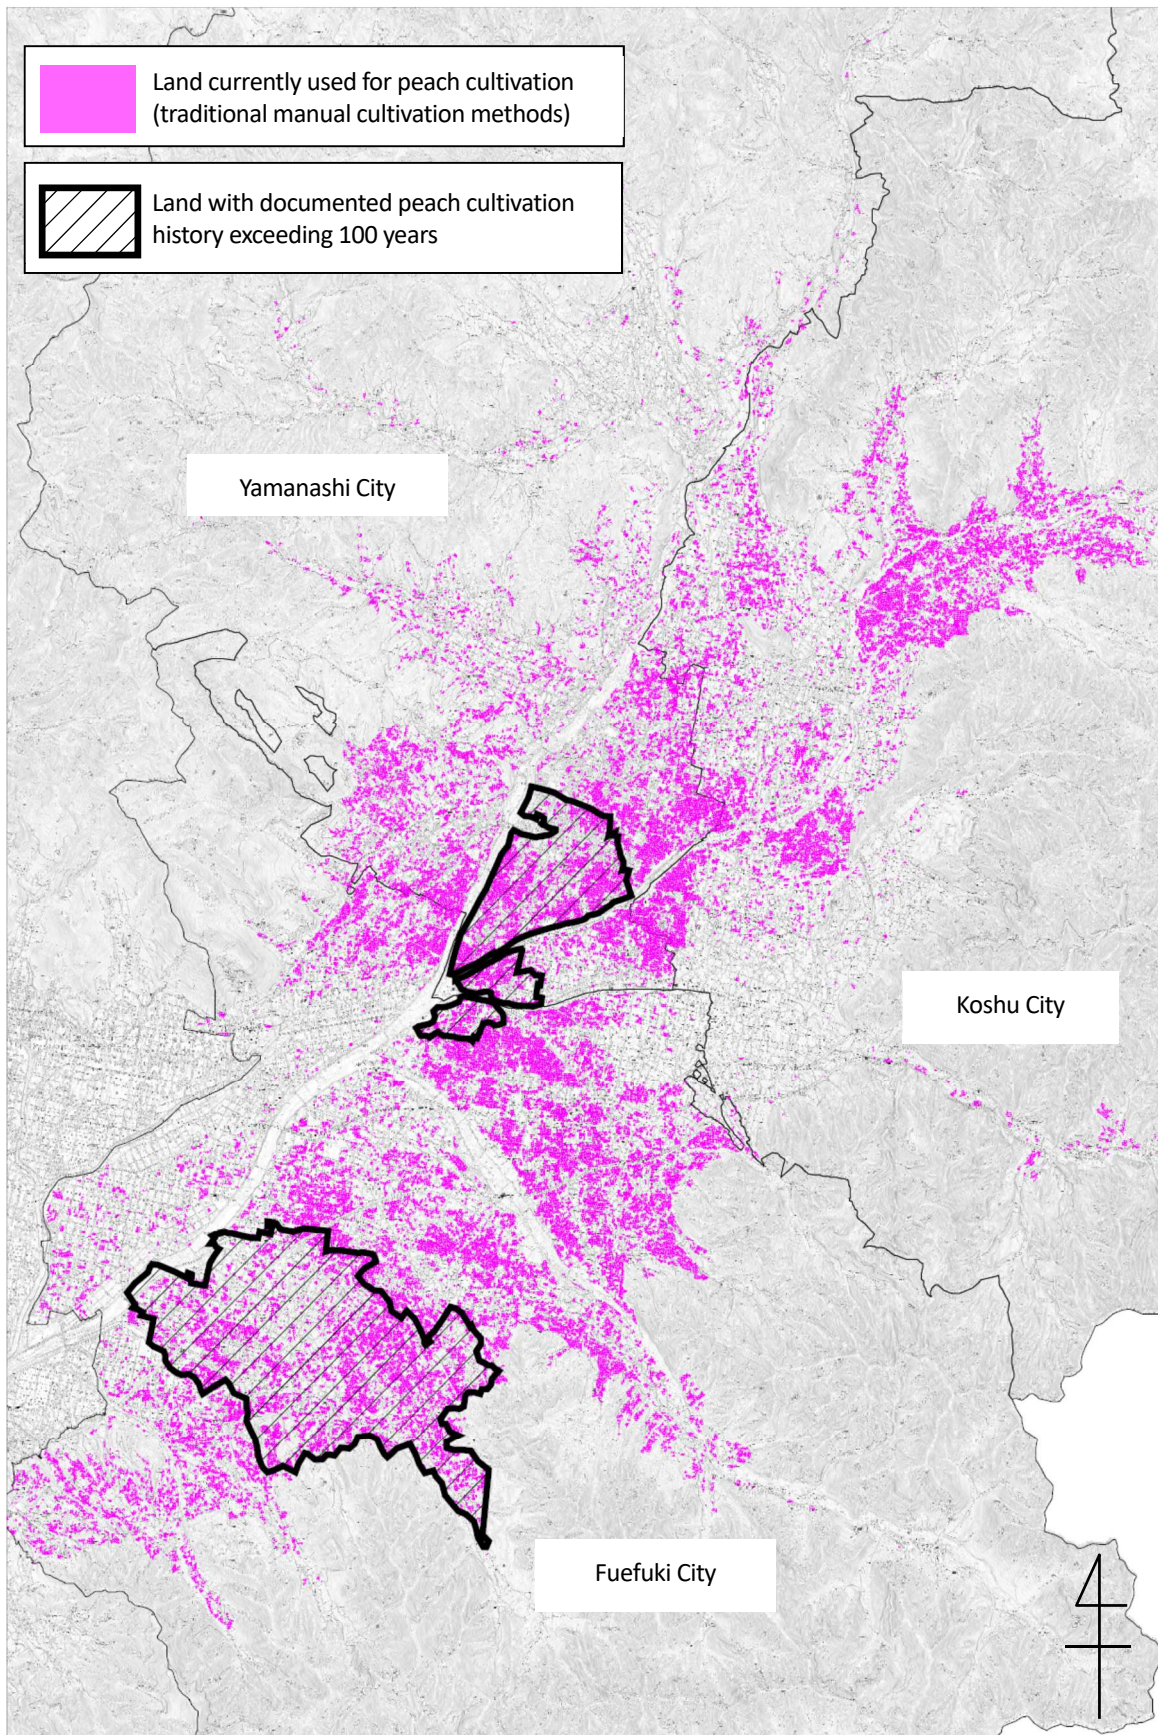 Land currently used for peach cultivation
(traditional manual cultivation methods)
Land with documented peach cultivation
history exceeding 100 years
Yamanashi City
Koshu City
Fuefuki City